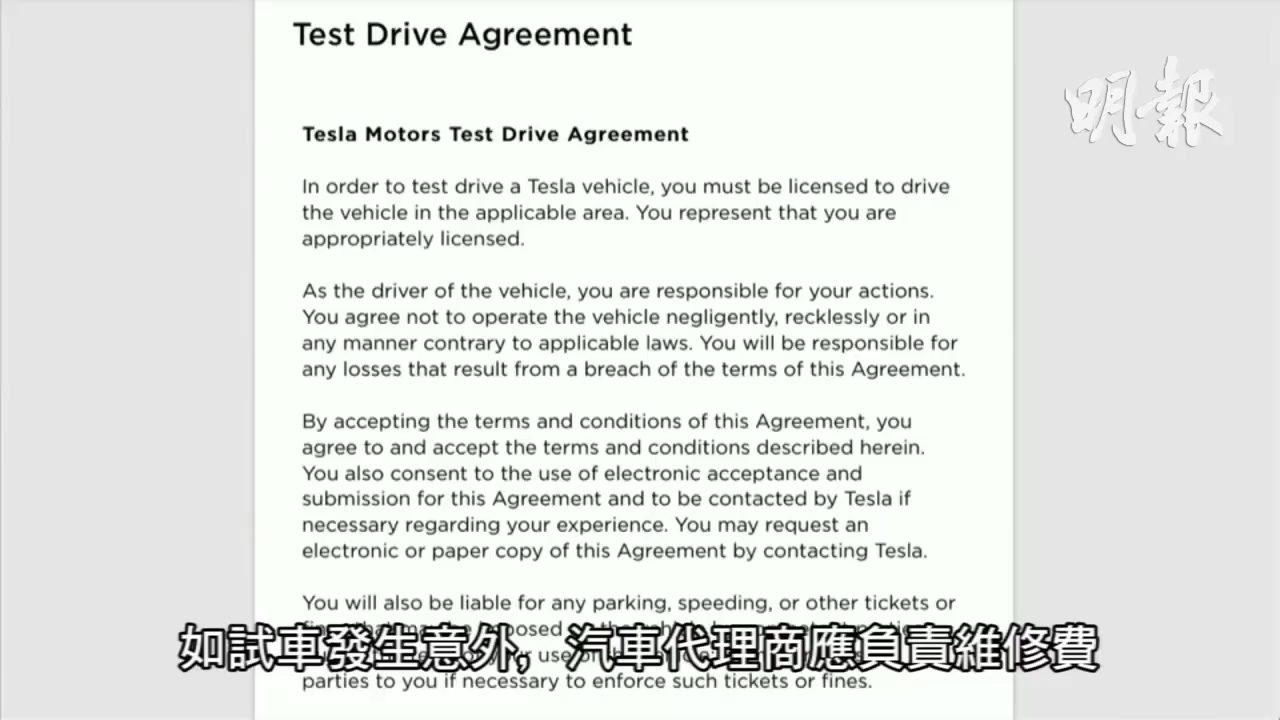 Test Drive Agreement
明報
Tesla Motors Test Drive Agreement
In order to test drive a Tesla vehicle, you must be licensed to drive
the vehicle in the applicable area. You represent that you are
appropriately licensed.
As the driver of the vehicle, you are responsible for your actions.
You agree not to operate the vehicle negligently, recklessly or in
any manner contrary to applicable laws. You will be responsible for
any losses that result from a breach of the terms of this Agreement.
By accepting the terms and conditions of this Agreement, you
agree to and accept the terms and conditions described herein.
You also consent to the use of electronic acceptance and
submission for this Agreement and to be contacted by Tesla if
necessary regarding your experience. You may request an
electronic or paper copy of this Agreement by contacting Tesla.
You will also be liable for any parking, speeding, or other tickets or
如試車發生意外, 汽車代理商應負責維修費
parties to you if necessary to enforce such tickets or fines.